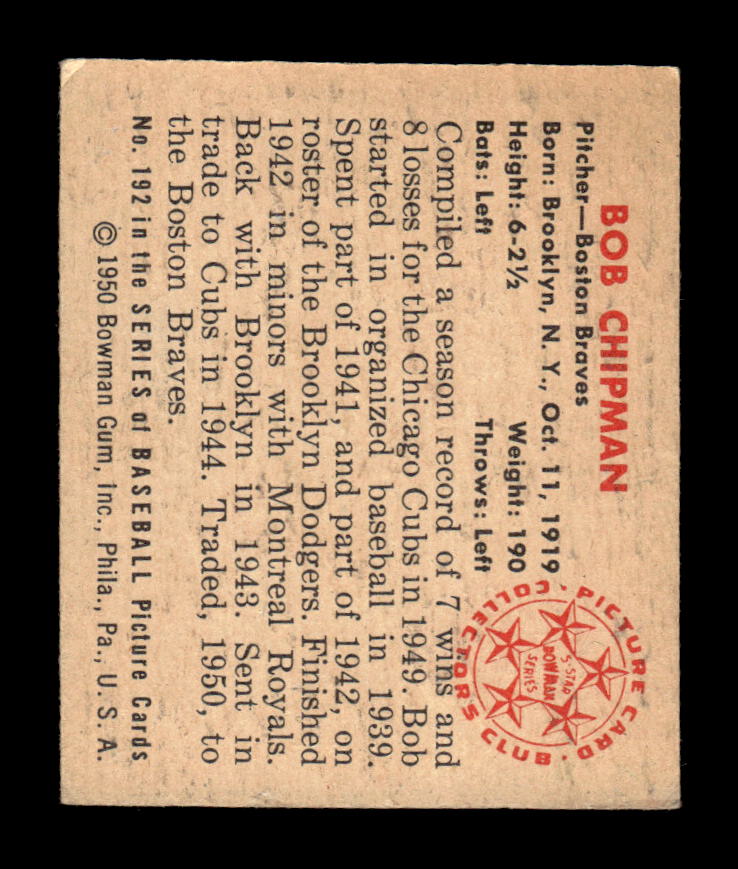 BOB CHIPMAN
Pitcher—Boston Braves
Born: Brooklyn, N. Y., Oct. 11, 1919
Height: 6-2½ Weight: 190
Bats: Left Throws: Left
Compiled a season record of 7 wins and
8 losses for the Chicago Cubs in 1949. Bob
started in organized baseball in 1939.
Spent part of 1941, and part of 1942, on
roster of the Brooklyn Dodgers. Finished
1942 in minors with Montreal Royals.
Back with Brooklyn in 1943. Sent in
trade to Cubs in 1944. Traded, 1950, to
the Boston Braves.
No. 192 in the SERIES of BASEBALL Picture Cards
© 1950 Bowman Gum, Inc., Phila., Pa., U. S. A.
PICTURE CARD
COLLECTOR'S CLUB
5-STAR
BOWMAN
SERIES